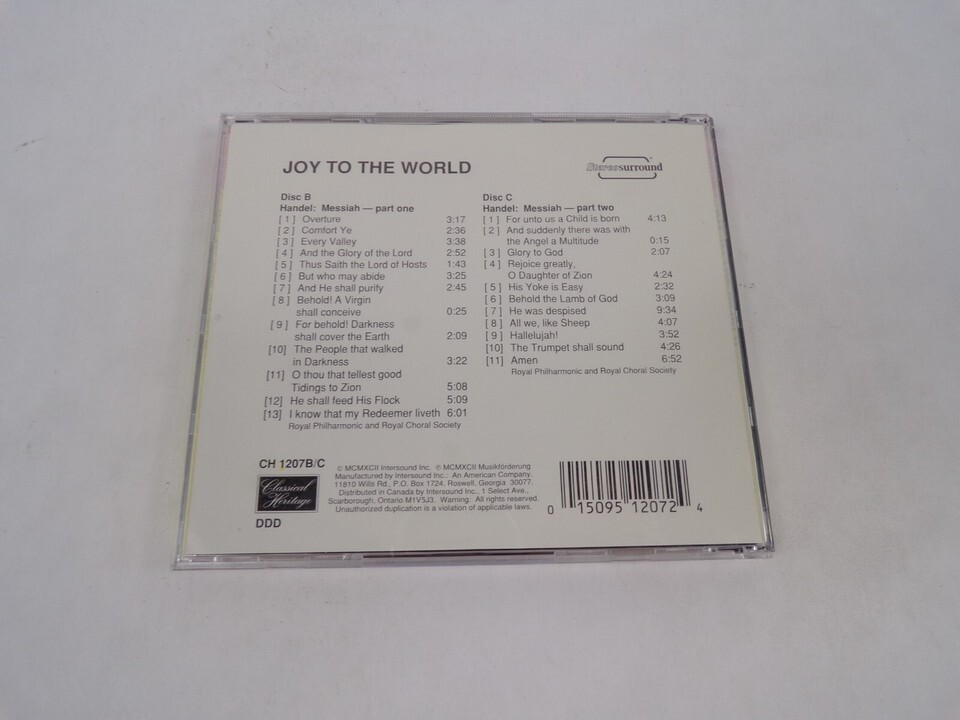 JOY TO THE WORLD
Stereosurround
Disc B
Handel: Messiah — part one
[ 1 ] Overture 3:17
[ 2 ] Comfort Ye 2:36
[ 3 ] Every Valley 3:38
[ 4 ] And the Glory of the Lord 2:52
[ 5 ] Thus Saith the Lord of Hosts 1:43
[ 6 ] But who may abide 3:25
[ 7 ] And He shall purify 2:45
[ 8 ] Behold! A Virgin
shall conceive 0:25
[ 9 ] For behold! Darkness
shall cover the Earth 2:09
[10] The People that walked
in Darkness 3:22
[11] O thou that tellest good
Tidings to Zion 5:08
[12] He shall feed His Flock 5:09
[13] I know that my Redeemer liveth 6:01
Royal Philharmonic and Royal Choral Society
Disc C
Handel: Messiah — part two
[ 1 ] For unto us a Child is born 4:13
[ 2 ] And suddenly there was with
the Angel a Multitude 0:15
[ 3 ] Glory to God 2:07
[ 4 ] Rejoice greatly,
O Daughter of Zion 4:24
[ 5 ] His Yoke is Easy 2:32
[ 6 ] Behold the Lamb of God 3:09
[ 7 ] He was despised 9:34
[ 8 ] All we, like Sheep 4:07
[ 9 ] Hallelujah! 3:52
[10] The Trumpet shall sound 4:26
[11] Amen 6:52
Royal Philharmonic and Royal Choral Society
CH 1207B/C
Classical
Heritage
DDD
© MCMXCII Intersound Inc. ℗ MCMXCII Musikförderung
Manufactured by Intersound Inc.: An American Company,
11810 Wills Rd., P.O. Box 1724, Roswell, Georgia 30077.
Distributed in Canada by Intersound Inc., 1 Select Ave.,
Scarborough, Ontario M1V5J3. Warning: All rights reserved.
Unauthorized duplication is a violation of applicable laws.
0 15095 12072 4